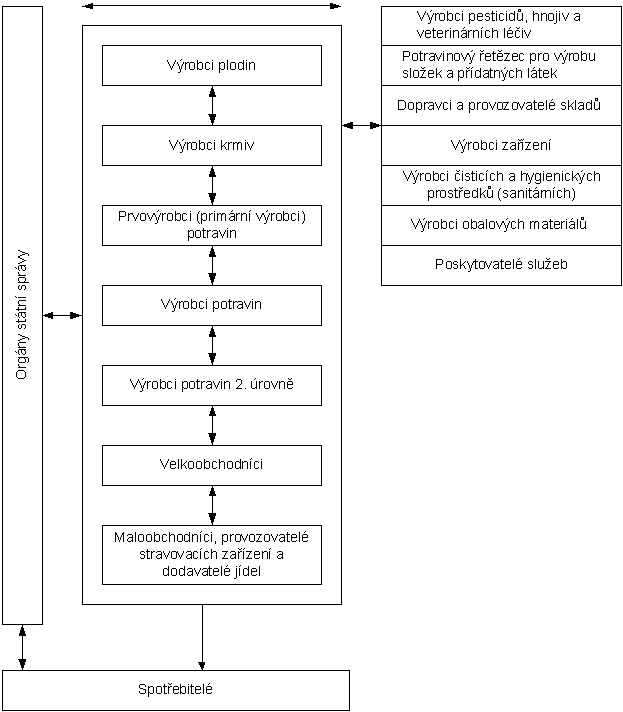 Orgány státní správy
Výrobci plodin
Výrobci krmiv
Prvovýrobci (primární výrobci)
potravin
Výrobci potravin
Výrobci potravin 2. úrovně
Velkoobchodníci
Maloobchodníci, provozovatelé
stravovacích zařízení a
dodavatelé jídel
Výrobci pesticidů, hnojiv a
veterinárních léčiv
Potravinový řetězec pro výrobu
složek a přídatných látek
Dopravci a provozovatelé skladů
Výrobci zařízení
Výrobci čisticích a hygienických
prostředků (sanitárních)
Výrobci obalových materiálů
Poskytovatelé služeb
Spotřebitelé